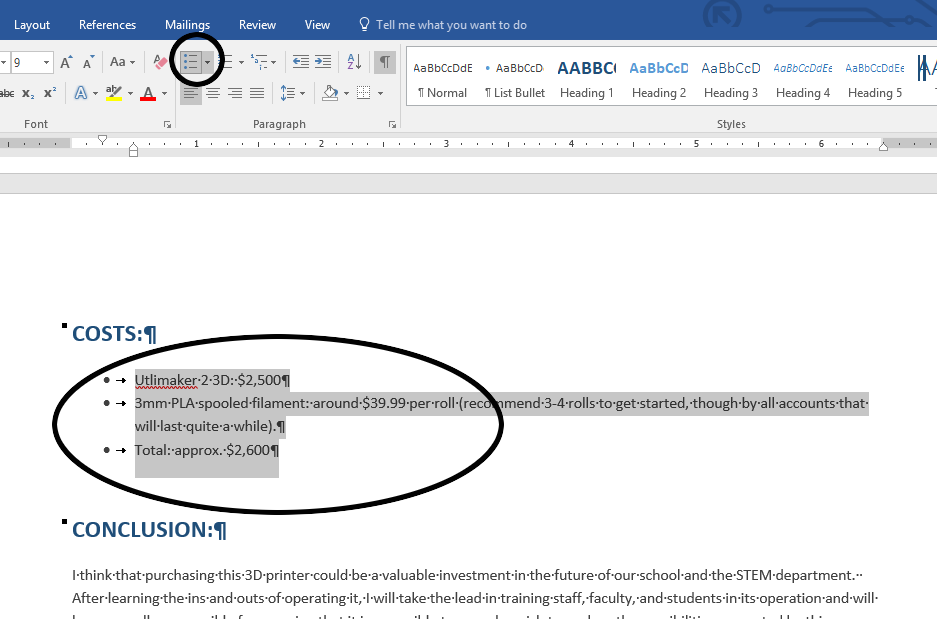 Layout References Mailings Review View Tell me what you want to do
9 A A Aa AaBbCcDdE • AaBbCcD AaBbC AaBbCcD AaBbCcD AaBbCcDdEe AaBbCcDdEe
abc x₂ x² A ab A ¶ Normal ¶ List Bullet Heading 1 Heading 2 Heading 3 Heading 4 Heading 5
Font Paragraph Styles
1 2 3 4 5 6
COSTS:¶
• → Utlimaker·2·3D:·$2,500¶
• → 3mm·PLA·spooled·filament:·around·$39.99·per·roll·(recommend·3-4·rolls·to·get·started,·though·by·all·accounts·that·
will·last·quite·a·while).¶
• → Total:·approx.·$2,600¶
CONCLUSION:¶
I·think·that·purchasing·this·3D·printer·could·be·a·valuable·investment·in·the·future·of·our·school·and·the·STEM·department.··
After·learning·the·ins·and·outs·of·operating·it,·I·will·take·the·lead·in·training·staff,·faculty,·and·students·in·its·operation·and·will·